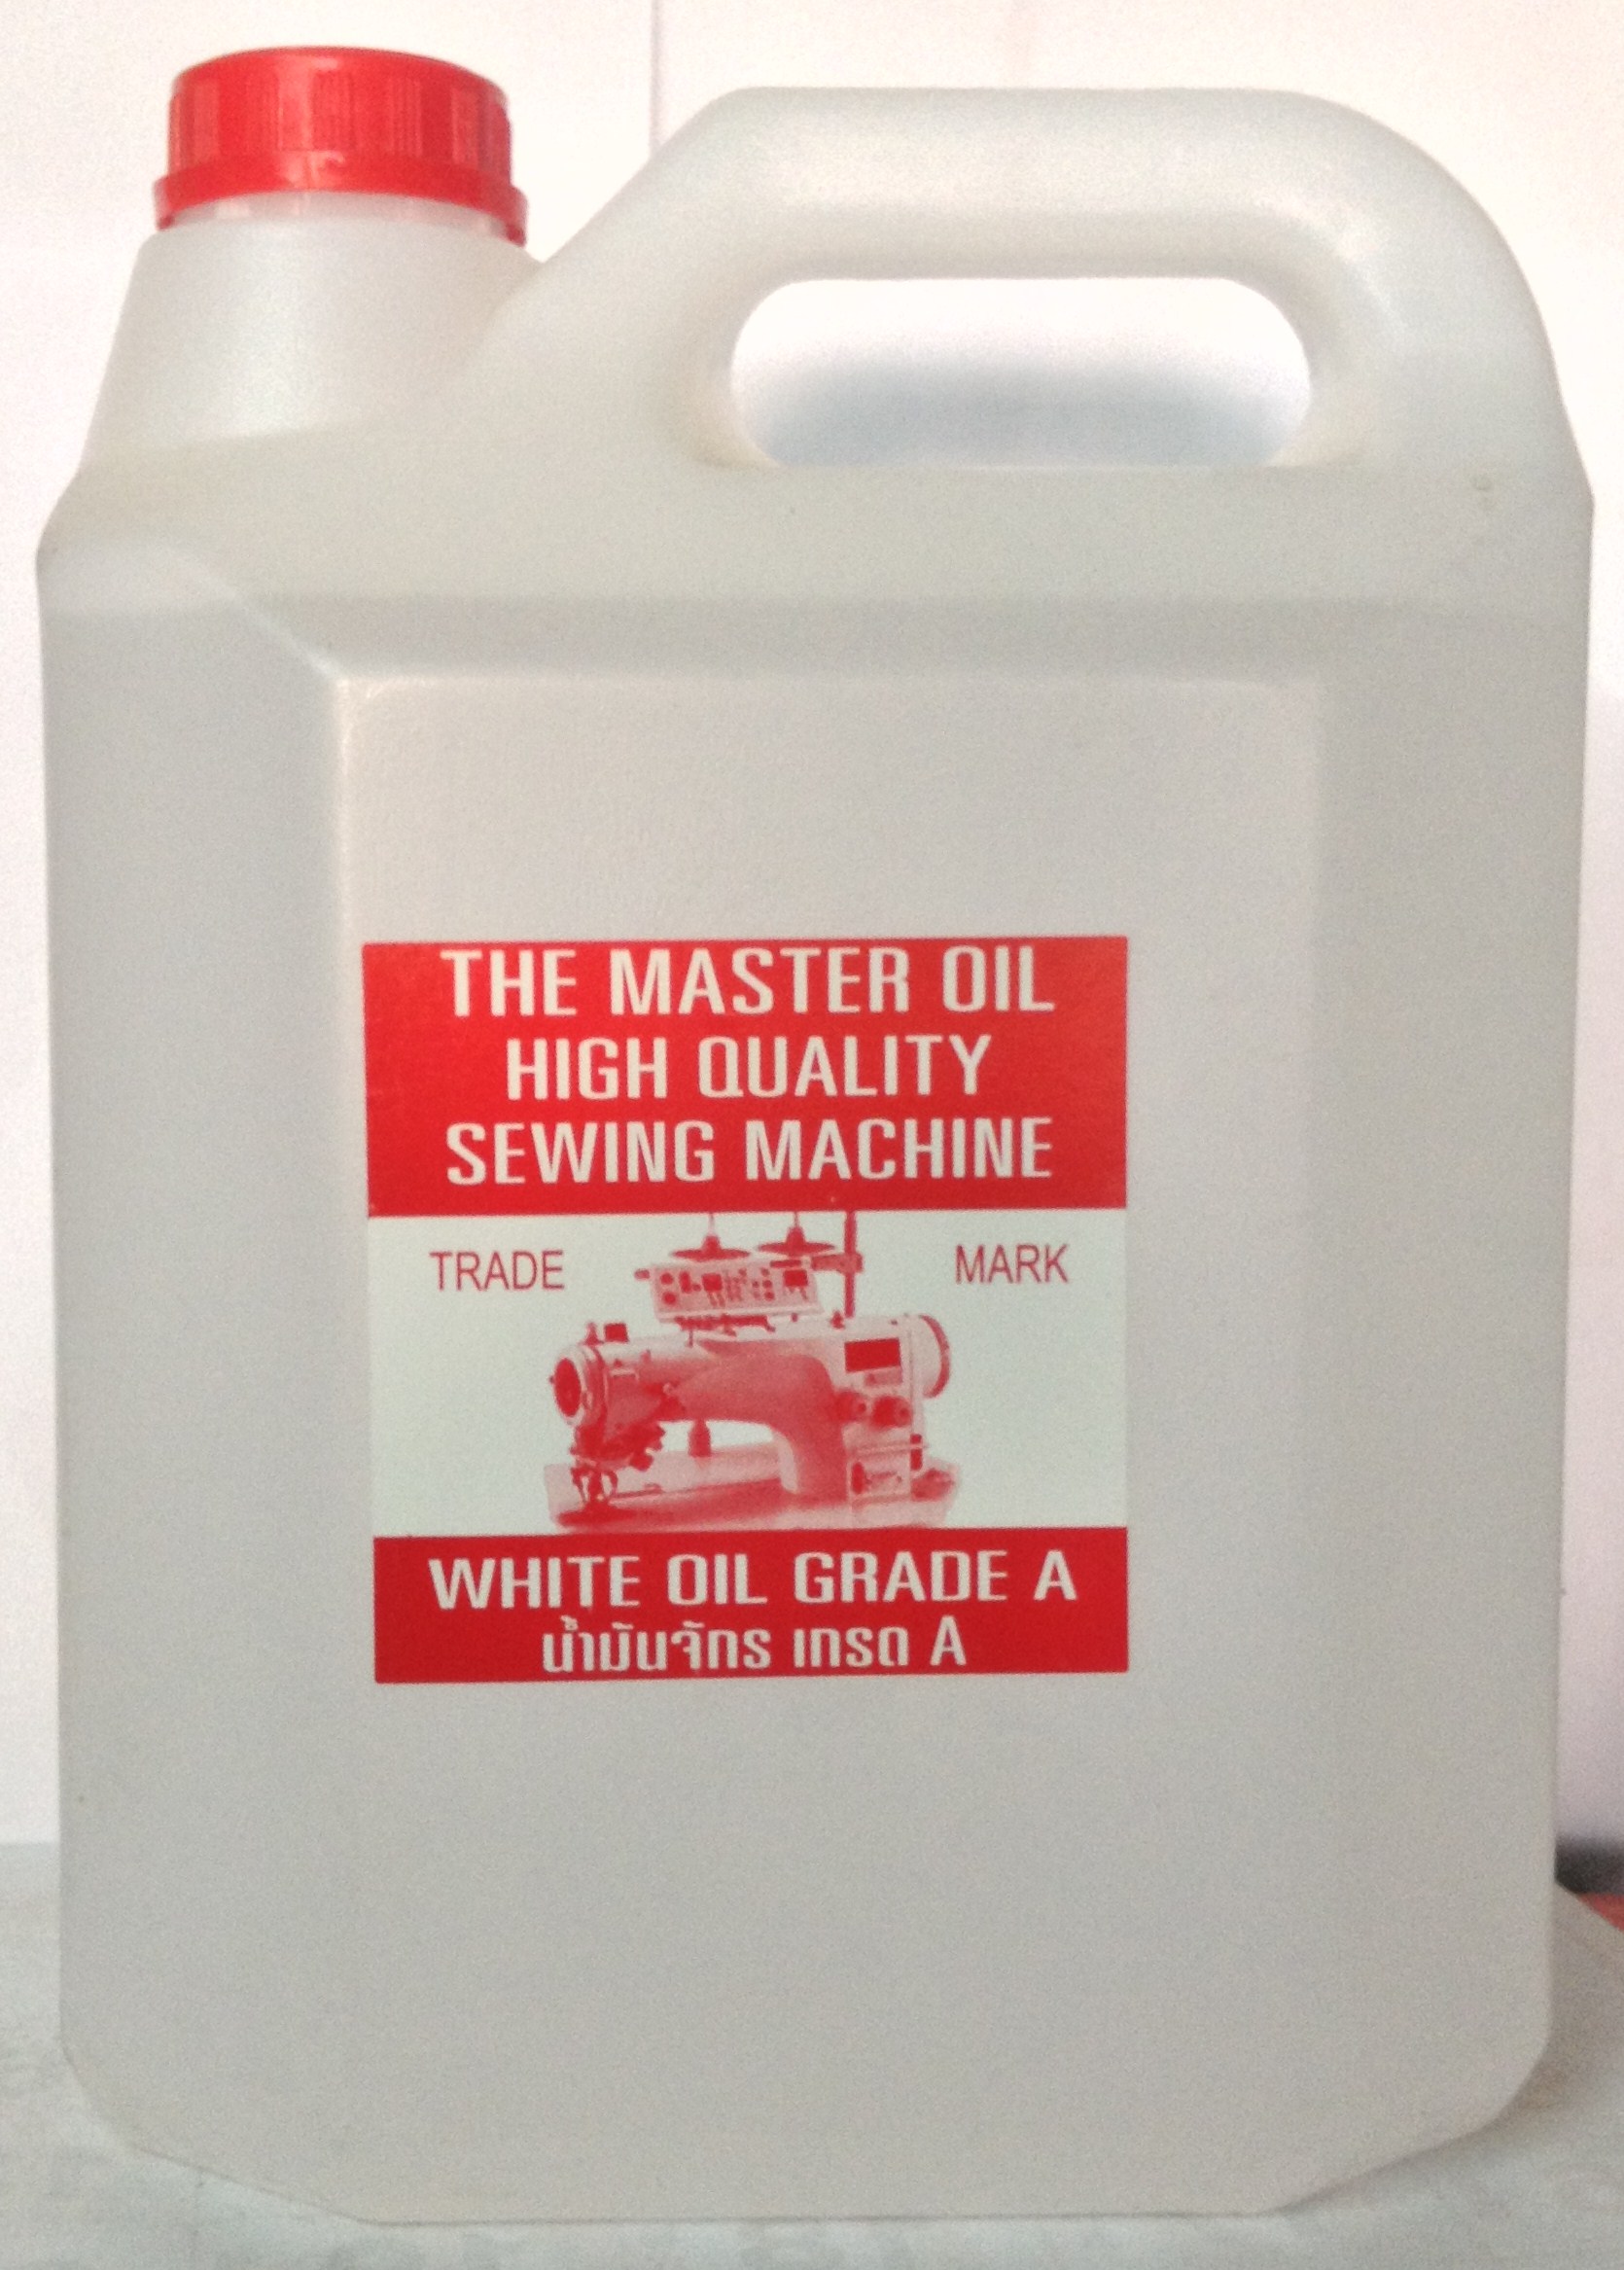 THE MASTER OIL
HIGH QUALITY
SEWING MACHINE
TRADE MARK
WHITE OIL GRADE A
น้ำมันจักร เกรด A